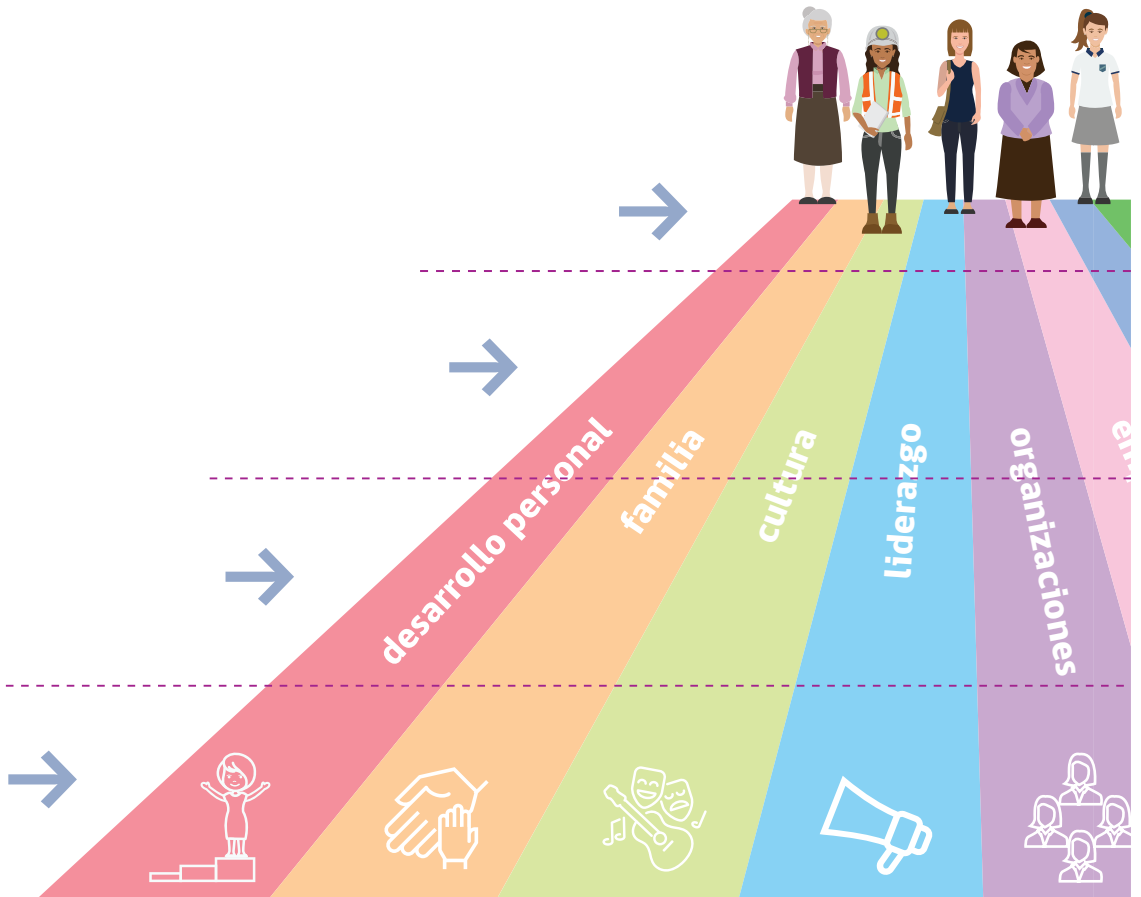 desarrollo personal
familia
cultura
liderazgo
organizaciones